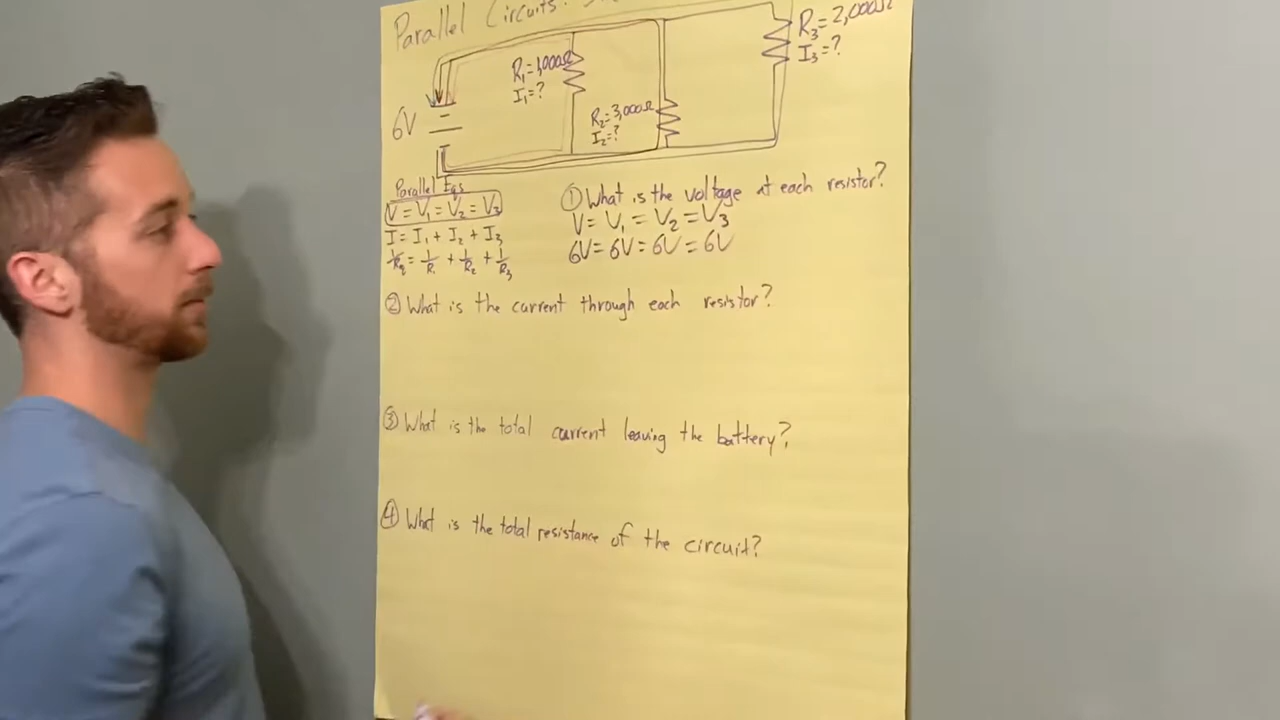 Parallel Circuits:
R₃=2,000Ω
I₃=?
R₁=1,000Ω
I₁=?
R₂=3,000Ω
I₂=?
6V
Parallel Eqs
V = V₁ = V₂ = V₃
I = I₁ + I₂ + I₃
1/Rq = 1/R₁ + 1/R₂ + 1/R₃
① What is the voltage at each resistor?
V = V₁ = V₂ = V₃
6V = 6V = 6V = 6V
② What is the current through each resistor?
③ What is the total current leaving the battery?
④ What is the total resistance of the circuit?